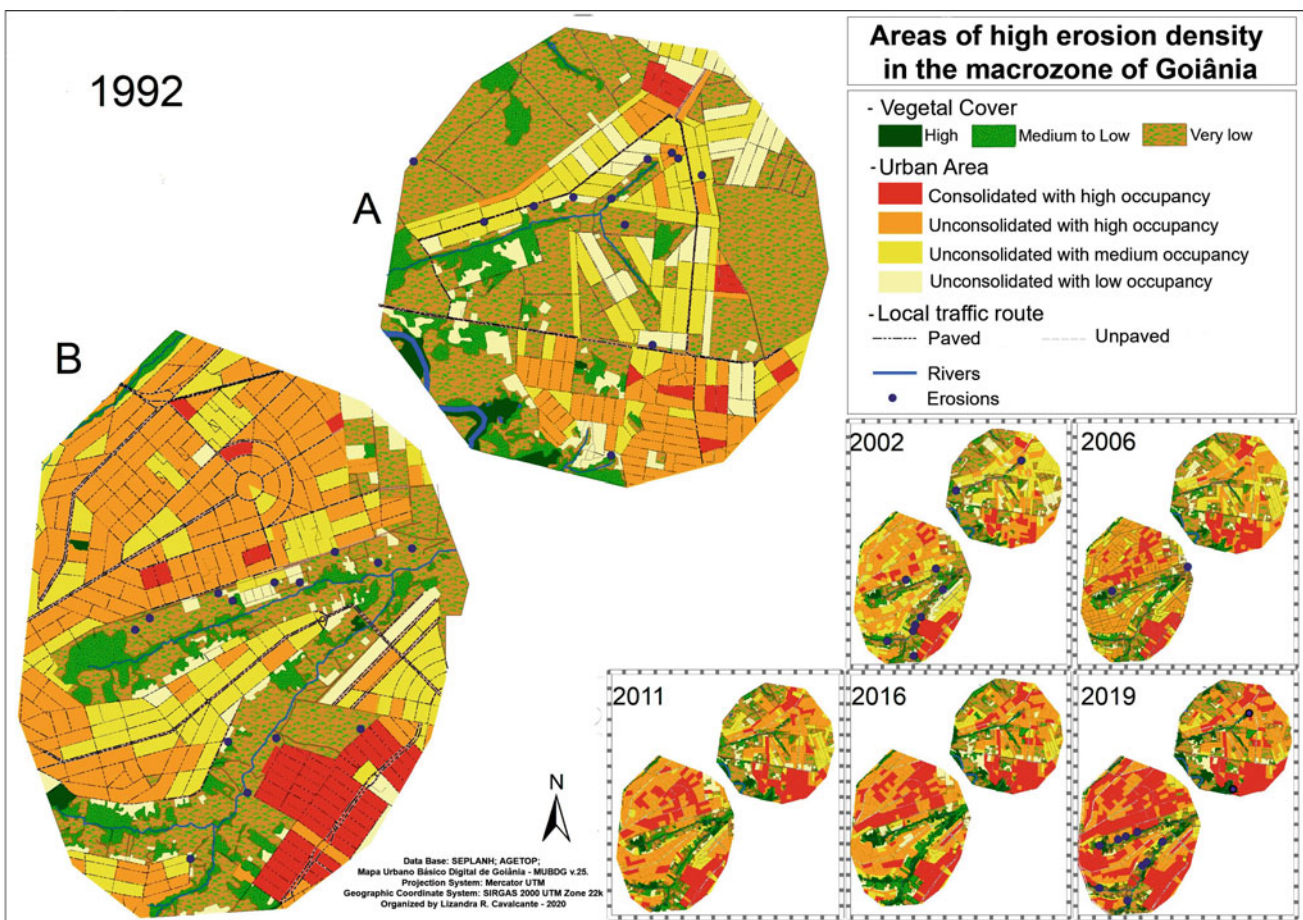 1992
A
B
Areas of high erosion density
in the macrozone of Goiânia
- Vegetal Cover
High
Medium to Low
Very low
- Urban Area
Consolidated with high occupancy
Unconsolidated with high occupancy
Unconsolidated with medium occupancy
Unconsolidated with low occupancy
- Local traffic route
Paved
Unpaved
Rivers
Erosions
2002
2006
2011
2016
2019
N
Data Base: SEPLANH; AGETOP;
Mapa Urbano Básico Digital de Goiânia - MUBDG v.25.
Projection System: Mercator UTM
Geographic Coordinate System: SIRGAS 2000 UTM Zone 22k
Organized by Lizandra R. Cavalcante - 2020